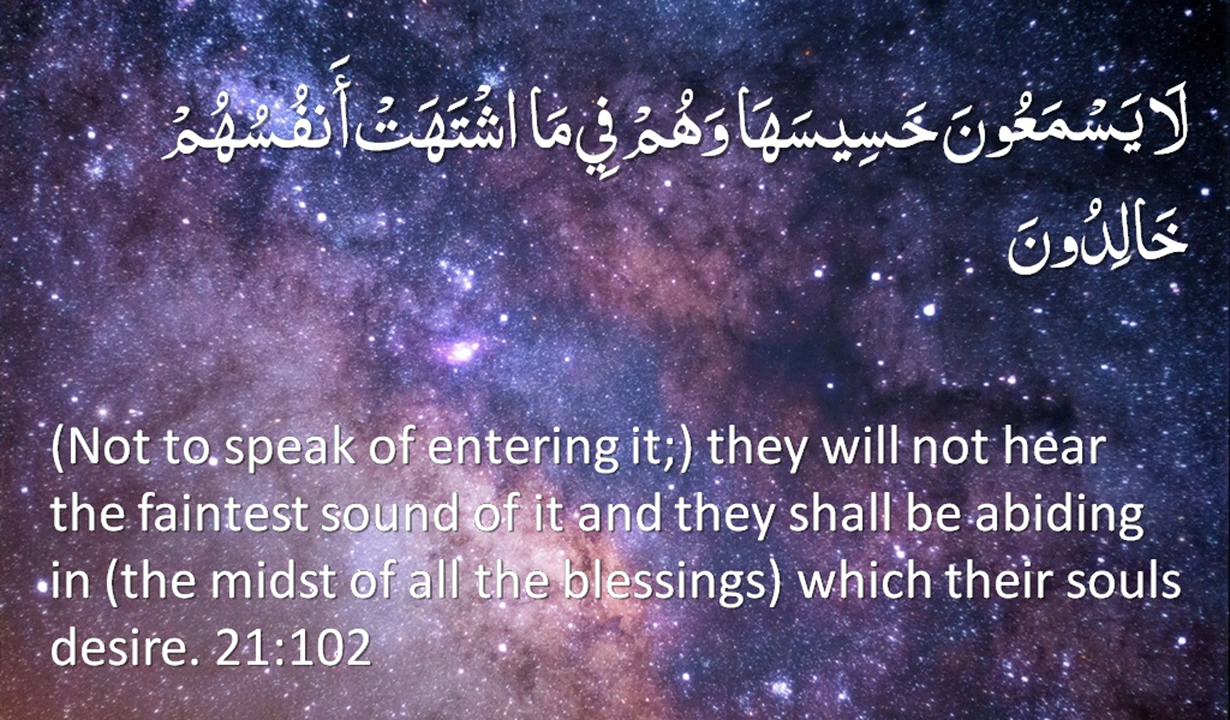 لَا يَسْمَعُونَ حَسِيسَهَا وَهُمْ فِي مَا اشْتَهَتْ أَنفُسُهُمْ
خَالِدُونَ
(Not to speak of entering it;) they will not hear
the faintest sound of it and they shall be abiding
in (the midst of all the blessings) which their souls
desire. 21:102